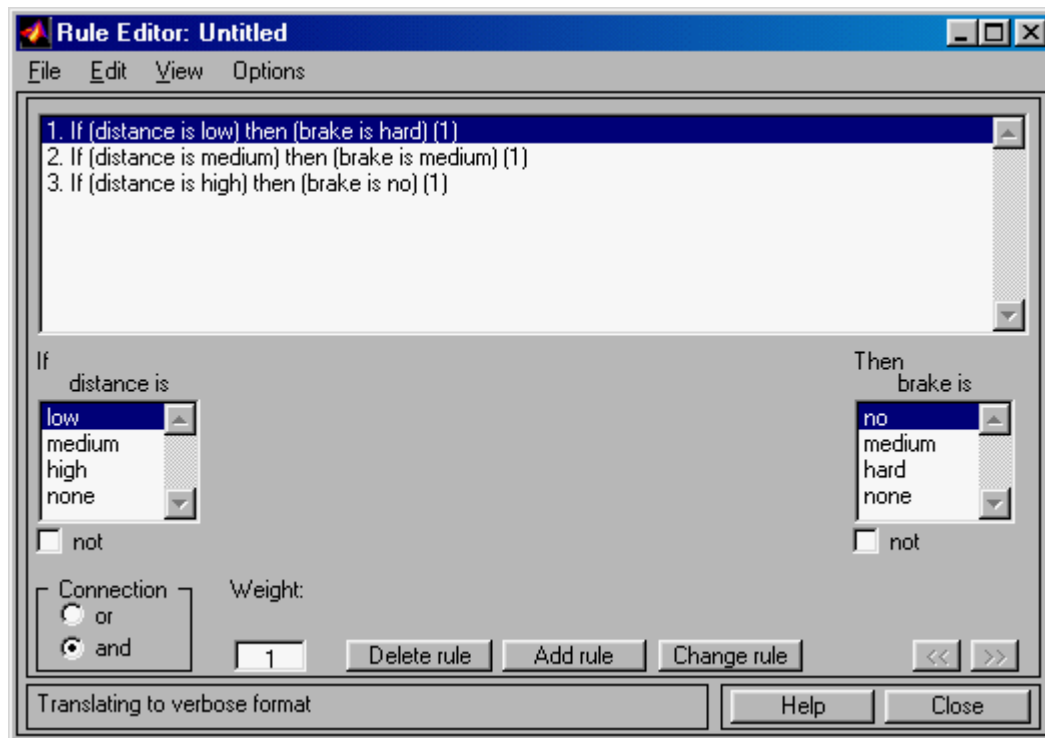 Rule Editor: Untitled
File Edit View Options
1. If (distance is low) then (brake is hard) (1)
2. If (distance is medium) then (brake is medium) (1)
3. If (distance is high) then (brake is no) (1)
If
distance is
low
medium
high
none
not
Then
brake is
no
medium
hard
none
not
Connection
or
and
Weight:
1
Delete rule
Add rule
Change rule
<< >>
Translating to verbose format
Help
Close